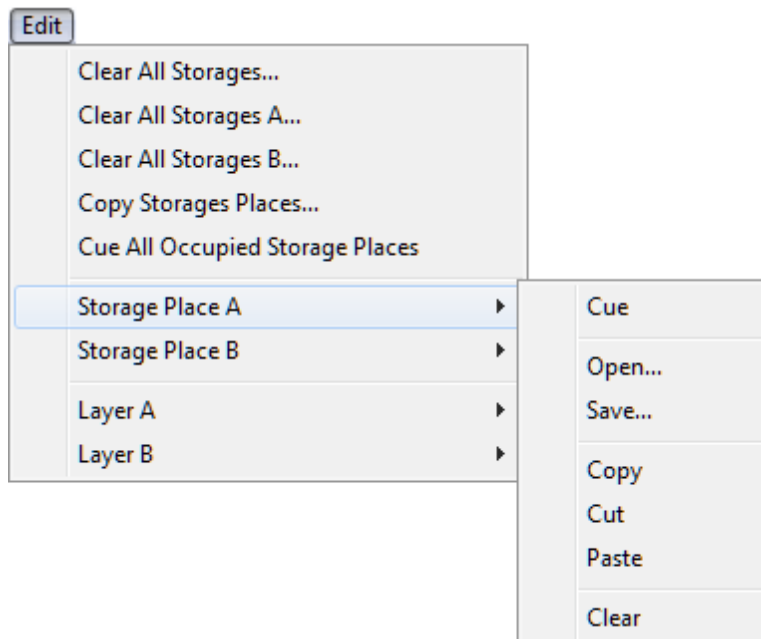 Edit
Clear All Storages...
Clear All Storages A...
Clear All Storages B...
Copy Storages Places...
Cue All Occupied Storage Places
Storage Place A
Storage Place B
Layer A
Layer B
Cue
Open...
Save...
Copy
Cut
Paste
Clear